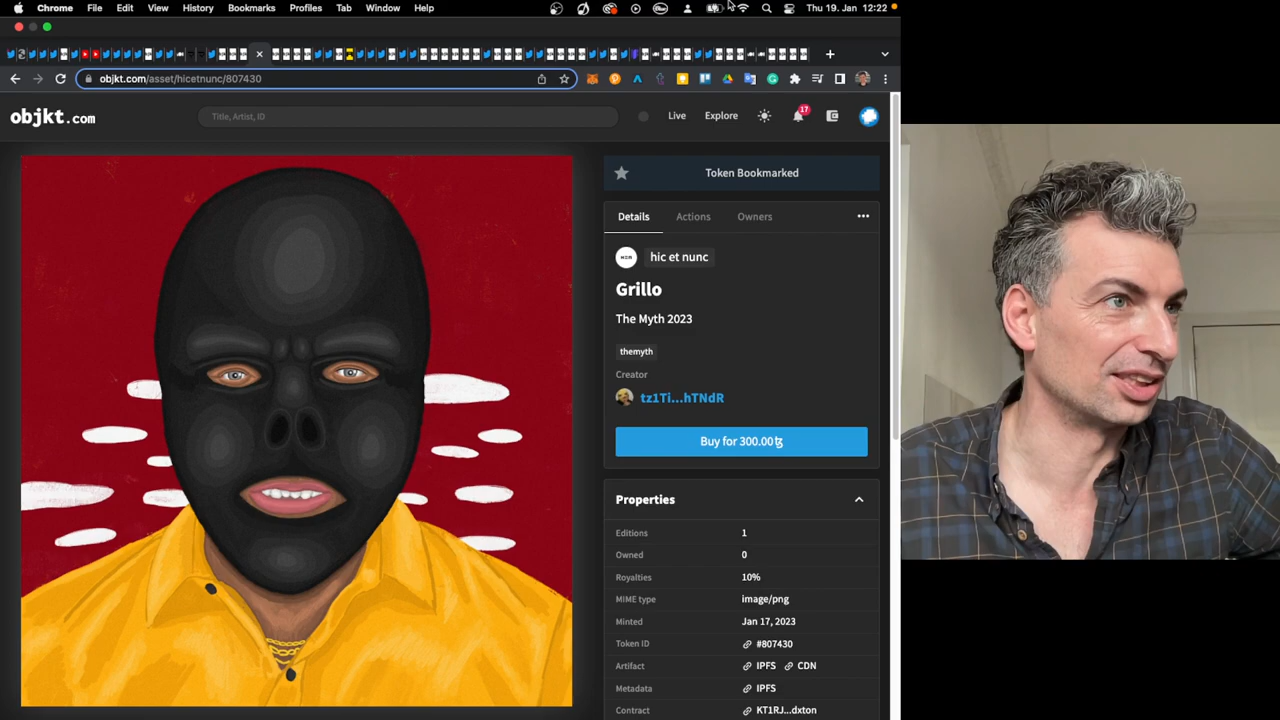 Chrome File Edit View History Bookmarks Profiles Tab Window Help Thu 19. Jan 12:22
objkt.com/asset/hicetnunc/807430
objkt.com Title, Artist, ID Live Explore 17
Token Bookmarked
Details Actions Owners
hic et nunc
Grillo
The Myth 2023
themyth
Creator
tz1Ti...hTNdR
Buy for 300.00ꜩ
Properties
Editions 1
Owned 0
Royalties 10%
MIME type image/png
Minted Jan 17, 2023
Token ID #807430
Artifact IPFS CDN
Metadata IPFS
Contract KT1RJ...dxton